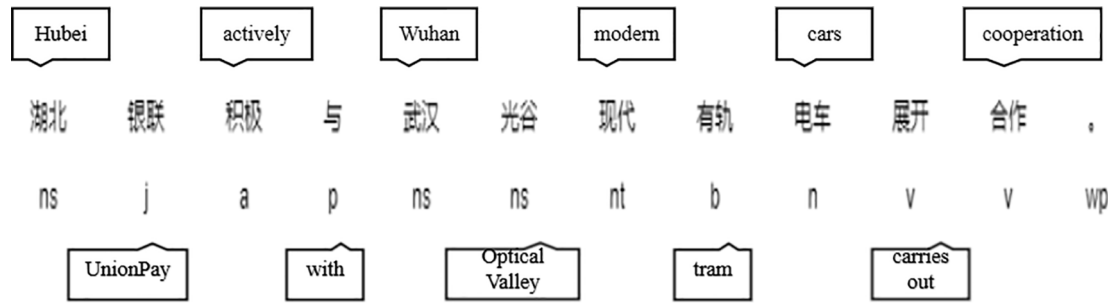 Hubei actively Wuhan modern cars cooperation
湖北 银联 积极 与 武汉 光谷 现代 有轨 电车 展开 合作 。
ns j a p ns ns nt b n v v wp
UnionPay with Optical Valley tram carries out